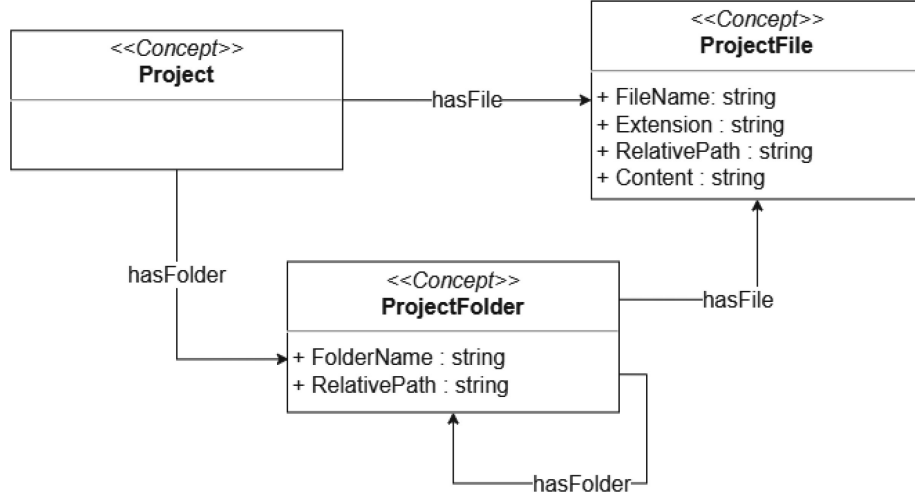 <<Concept>>
Project
hasFile
<<Concept>>
ProjectFile
+ FileName: string
+ Extension : string
+ RelativePath : string
+ Content : string
hasFolder
<<Concept>>
ProjectFolder
+ FolderName : string
+ RelativePath : string
hasFile
hasFolder